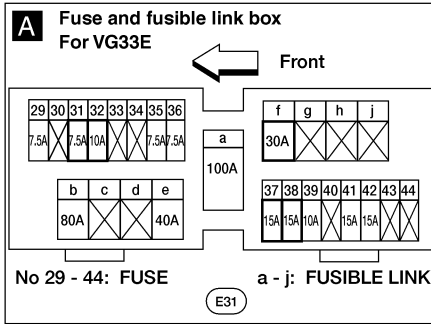 A
Fuse and fusible link box
For VG33E
Front
29 30 31 32 33 34 35 36
7.5A 7.5A 10A 7.5A 7.5A
a
100A
b c d e
80A 40A
f g h j
30A
37 38 39 40 41 42 43 44
15A 15A 10A 15A 15A
No 29 - 44: FUSE
a - j: FUSIBLE LINK
E31